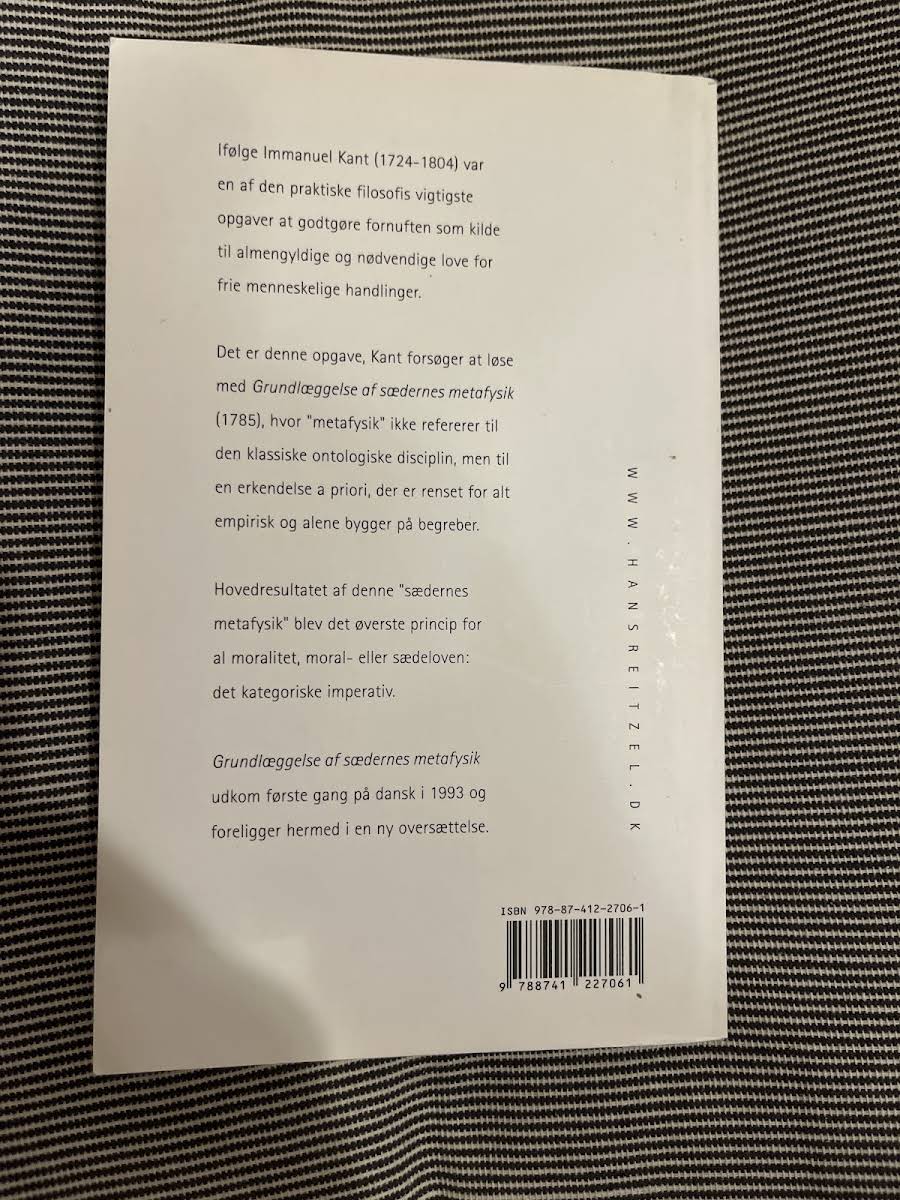 Ifølge Immanuel Kant (1724-1804) var
en af den praktiske filosofis vigtigste
opgaver at godtgøre fornuften som kilde
til almengyldige og nødvendige love for
frie menneskelige handlinger.
Det er denne opgave, Kant forsøger at løse
med Grundlæggelse af sædernes metafysik
(1785), hvor "metafysik" ikke refererer til
den klassiske ontologiske disciplin, men til
en erkendelse a priori, der er renset for alt
empirisk og alene bygger på begreber.
Hovedresultatet af denne "sædernes
metafysik" blev det øverste princip for
al moralitet, moral- eller sædeloven:
det kategoriske imperativ.
Grundlæggelse af sædernes metafysik
udkom første gang på dansk i 1993 og
foreligger hermed i en ny oversættelse.
WWW.HANSREITZEL.DK
ISBN 978-87-412-2706-1
9 788741 227061